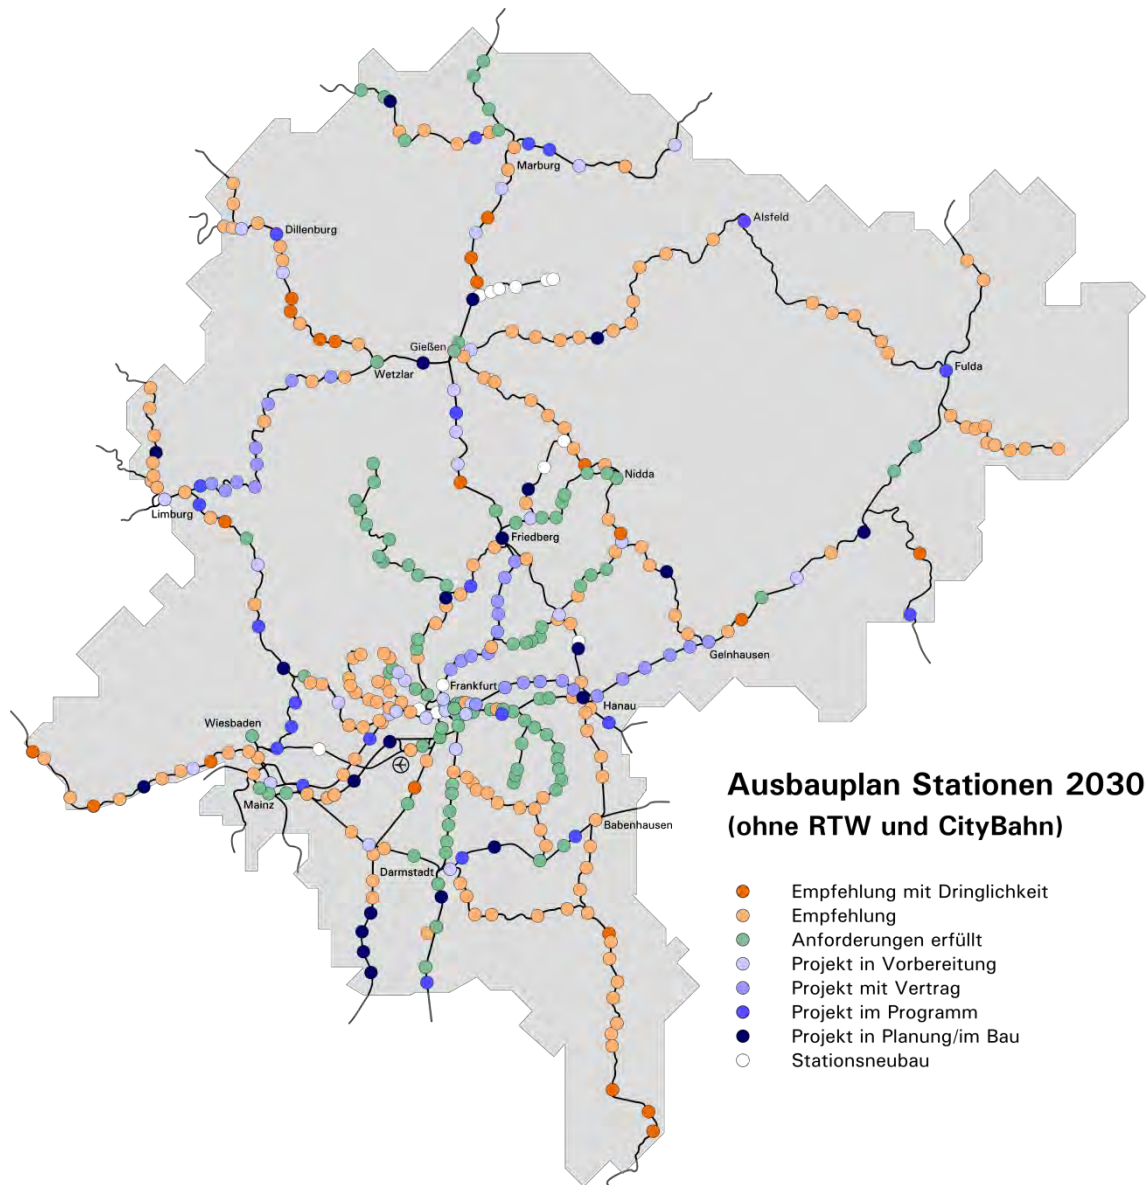 Marburg
Alsfeld
Dillenburg
Gießen
Wetzlar
Fulda
Nidda
Limburg
Friedberg
Gelnhausen
Frankfurt
Hanau
Wiesbaden
Mainz
Babenhausen
Darmstadt
Ausbauplan Stationen 2030
(ohne RTW und CityBahn)
Empfehlung mit Dringlichkeit
Empfehlung
Anforderungen erfüllt
Projekt in Vorbereitung
Projekt mit Vertrag
Projekt im Programm
Projekt in Planung/im Bau
Stationsneubau